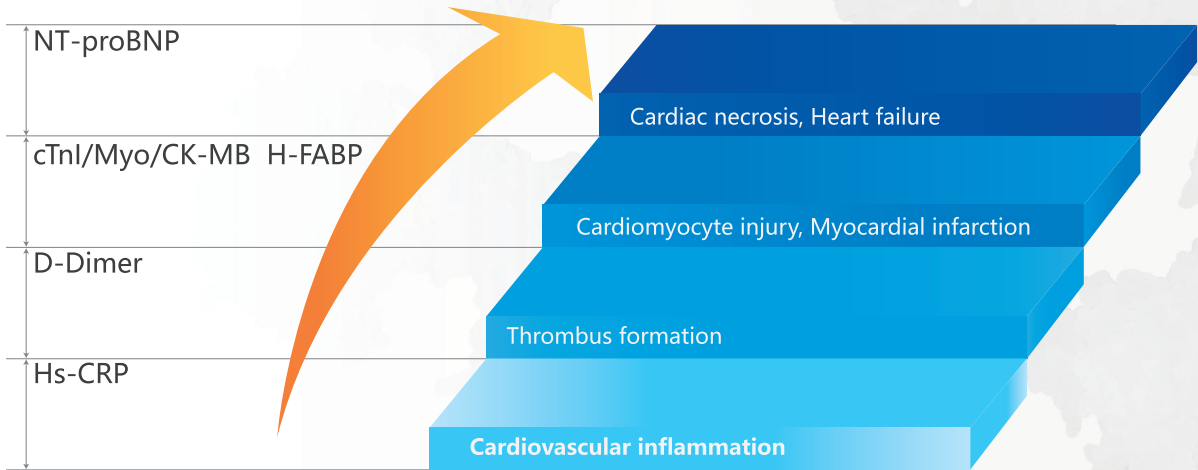 NT-proBNP
Cardiac necrosis, Heart failure
cTnI/Myo/CK-MB H-FABP
Cardiomyocyte injury, Myocardial infarction
D-Dimer
Thrombus formation
Hs-CRP
Cardiovascular inflammation